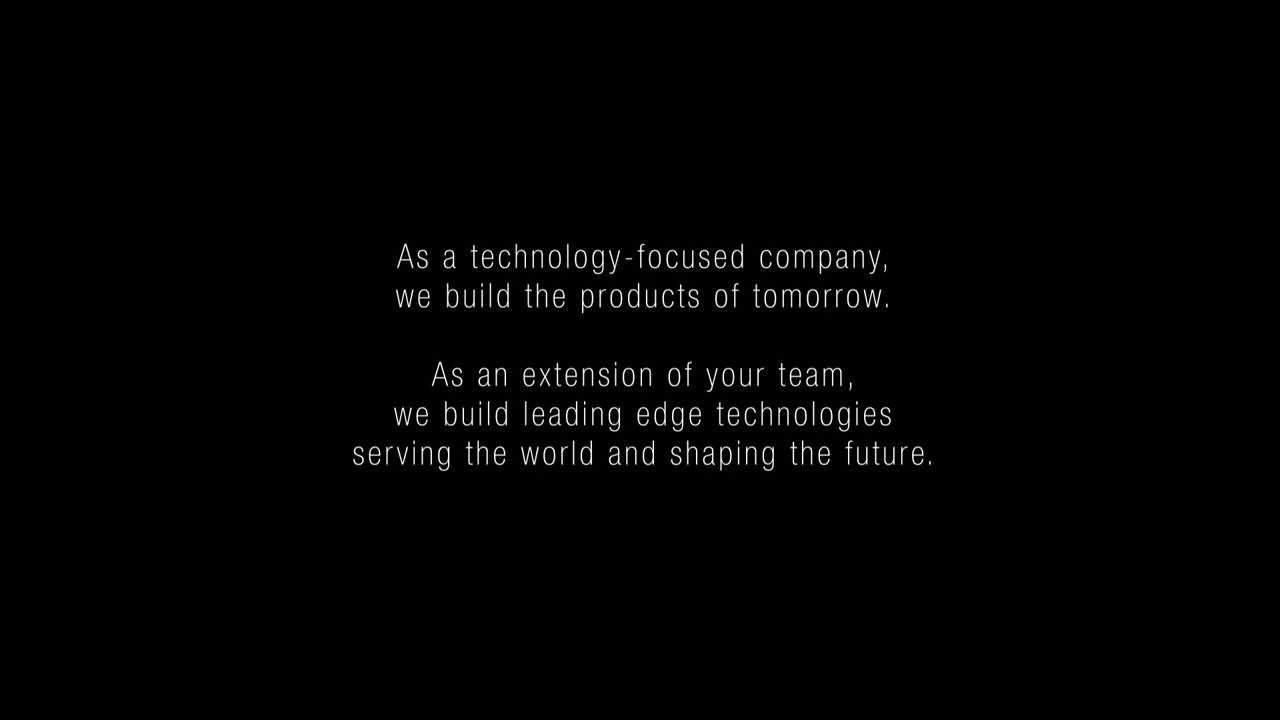 As a technology-focused company,
we build the products of tomorrow.
As an extension of your team,
we build leading edge technologies
serving the world and shaping the future.